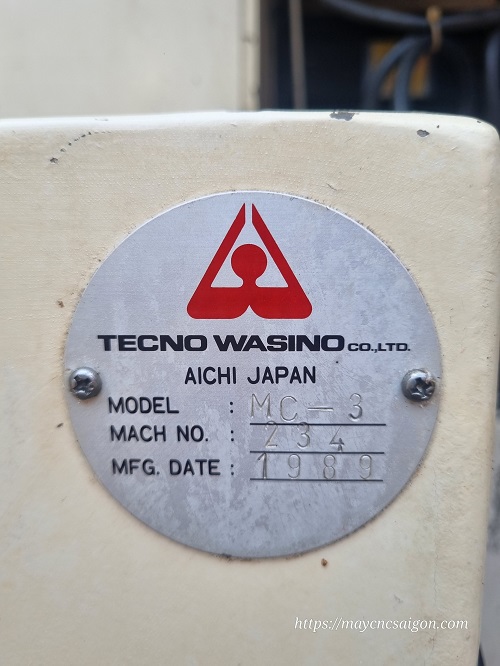 TECNO WASINO CO.,LTD.
AICHI JAPAN
MODEL : MC-3
MACH NO. : 234
MFG. DATE : 1989
https://maycncsaigon.com/